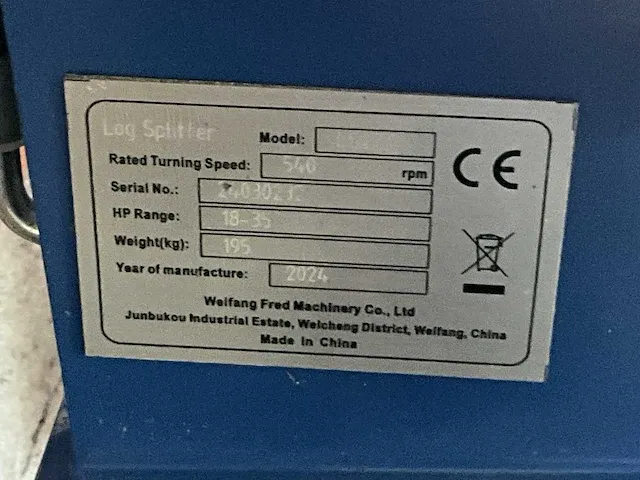 Log Splitter
Model:
Rated Turning Speed: 540 rpm
Serial No.:
HP Range: 18-35
Weight(kg): 195
Year of manufacture: 2024
Weifang Fred Machinery Co., Ltd
Junbukou Industrial Estate, Weicheng District, Weifang, China
Made In China
CE